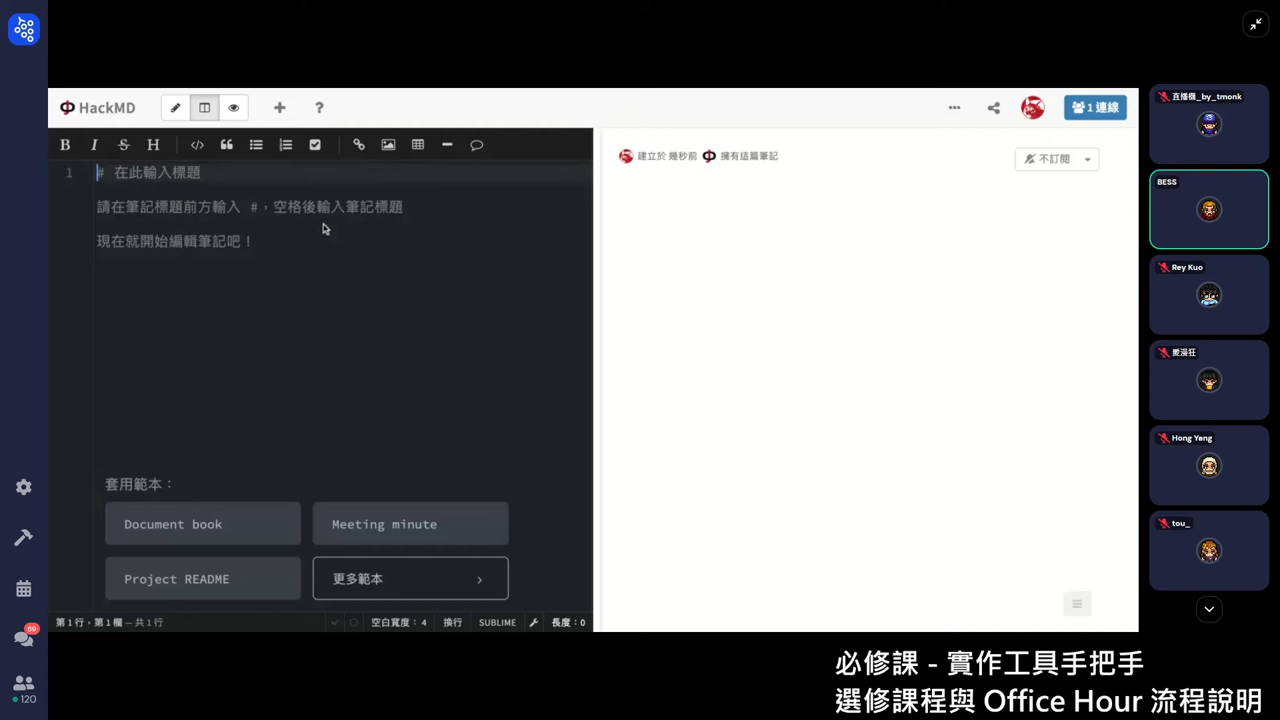 HackMD
1 連線
1
# 在此輸入標題
請在筆記標題前方輸入 #，空格後輸入筆記標題
現在就開始編輯筆記吧！
套用範本：
Document book
Meeting minute
Project README
更多範本
第 1 行，第 1 欄 — 共 1 行
空白寬度：4
換行
SUBLIME
長度：0
建立於 幾秒前
擁有這篇筆記
不訂閱
直播機_by_tmonk
BESS
Rey Kuo
愛漫狂
Hong Yang
tou_
69
120
必修課 - 實作工具手把手
選修課程與 Office Hour 流程說明